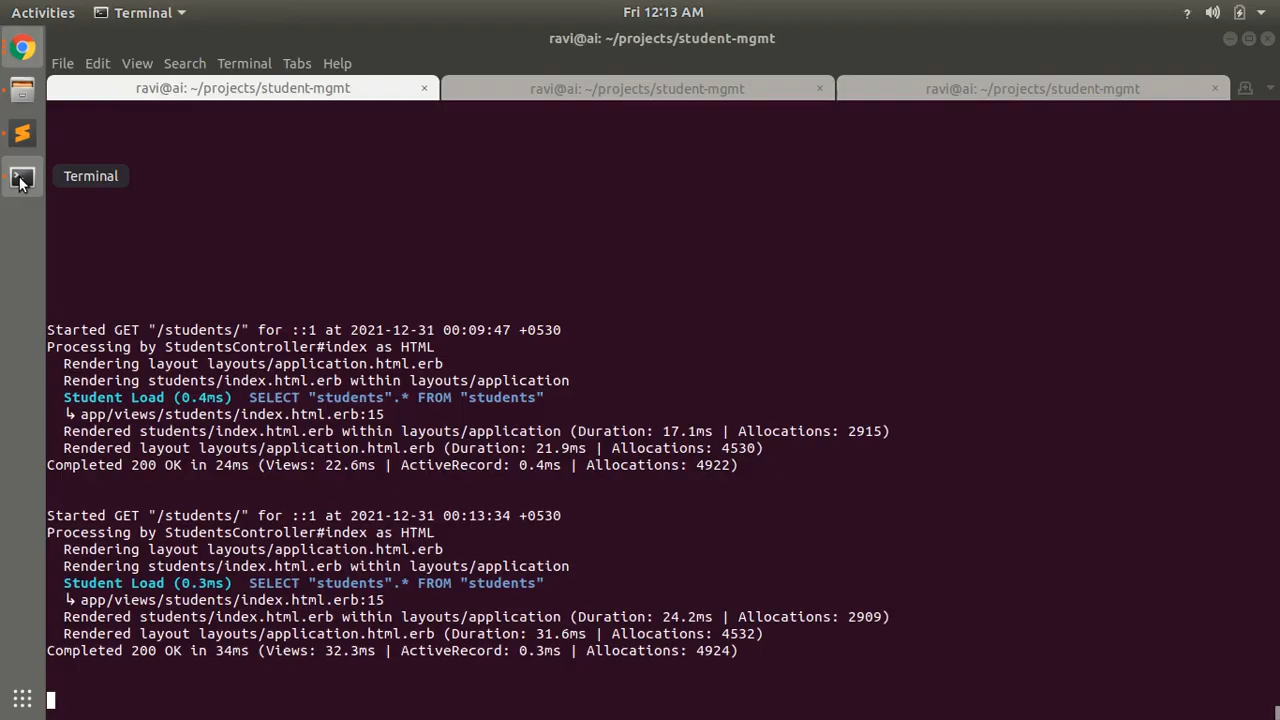 Activities Terminal Fri 12:13 AM ?
ravi@ai: ~/projects/student-mgmt
File Edit View Search Terminal Tabs Help
ravi@ai: ~/projects/student-mgmt × ravi@ai: ~/projects/student-mgmt × ravi@ai: ~/projects/student-mgmt ×
Terminal
Started GET "/students/" for ::1 at 2021-12-31 00:09:47 +0530
Processing by StudentsController#index as HTML
  Rendering layout layouts/application.html.erb
  Rendering students/index.html.erb within layouts/application
  Student Load (0.4ms)  SELECT "students".* FROM "students"
  ↳ app/views/students/index.html.erb:15
  Rendered students/index.html.erb within layouts/application (Duration: 17.1ms | Allocations: 2915)
  Rendered layout layouts/application.html.erb (Duration: 21.9ms | Allocations: 4530)
Completed 200 OK in 24ms (Views: 22.6ms | ActiveRecord: 0.4ms | Allocations: 4922)
Started GET "/students/" for ::1 at 2021-12-31 00:13:34 +0530
Processing by StudentsController#index as HTML
  Rendering layout layouts/application.html.erb
  Rendering students/index.html.erb within layouts/application
  Student Load (0.3ms)  SELECT "students".* FROM "students"
  ↳ app/views/students/index.html.erb:15
  Rendered students/index.html.erb within layouts/application (Duration: 24.2ms | Allocations: 2909)
  Rendered layout layouts/application.html.erb (Duration: 31.6ms | Allocations: 4532)
Completed 200 OK in 34ms (Views: 32.3ms | ActiveRecord: 0.3ms | Allocations: 4924)